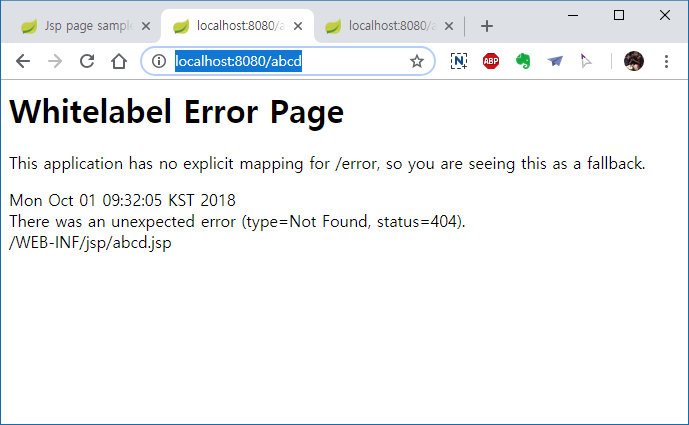 Jsp page sampl
localhost:8080/a
localhost:8080/a
localhost:8080/abcd
ABP
Whitelabel Error Page
This application has no explicit mapping for /error, so you are seeing this as a fallback.
Mon Oct 01 09:32:05 KST 2018
There was an unexpected error (type=Not Found, status=404).
/WEB-INF/jsp/abcd.jsp